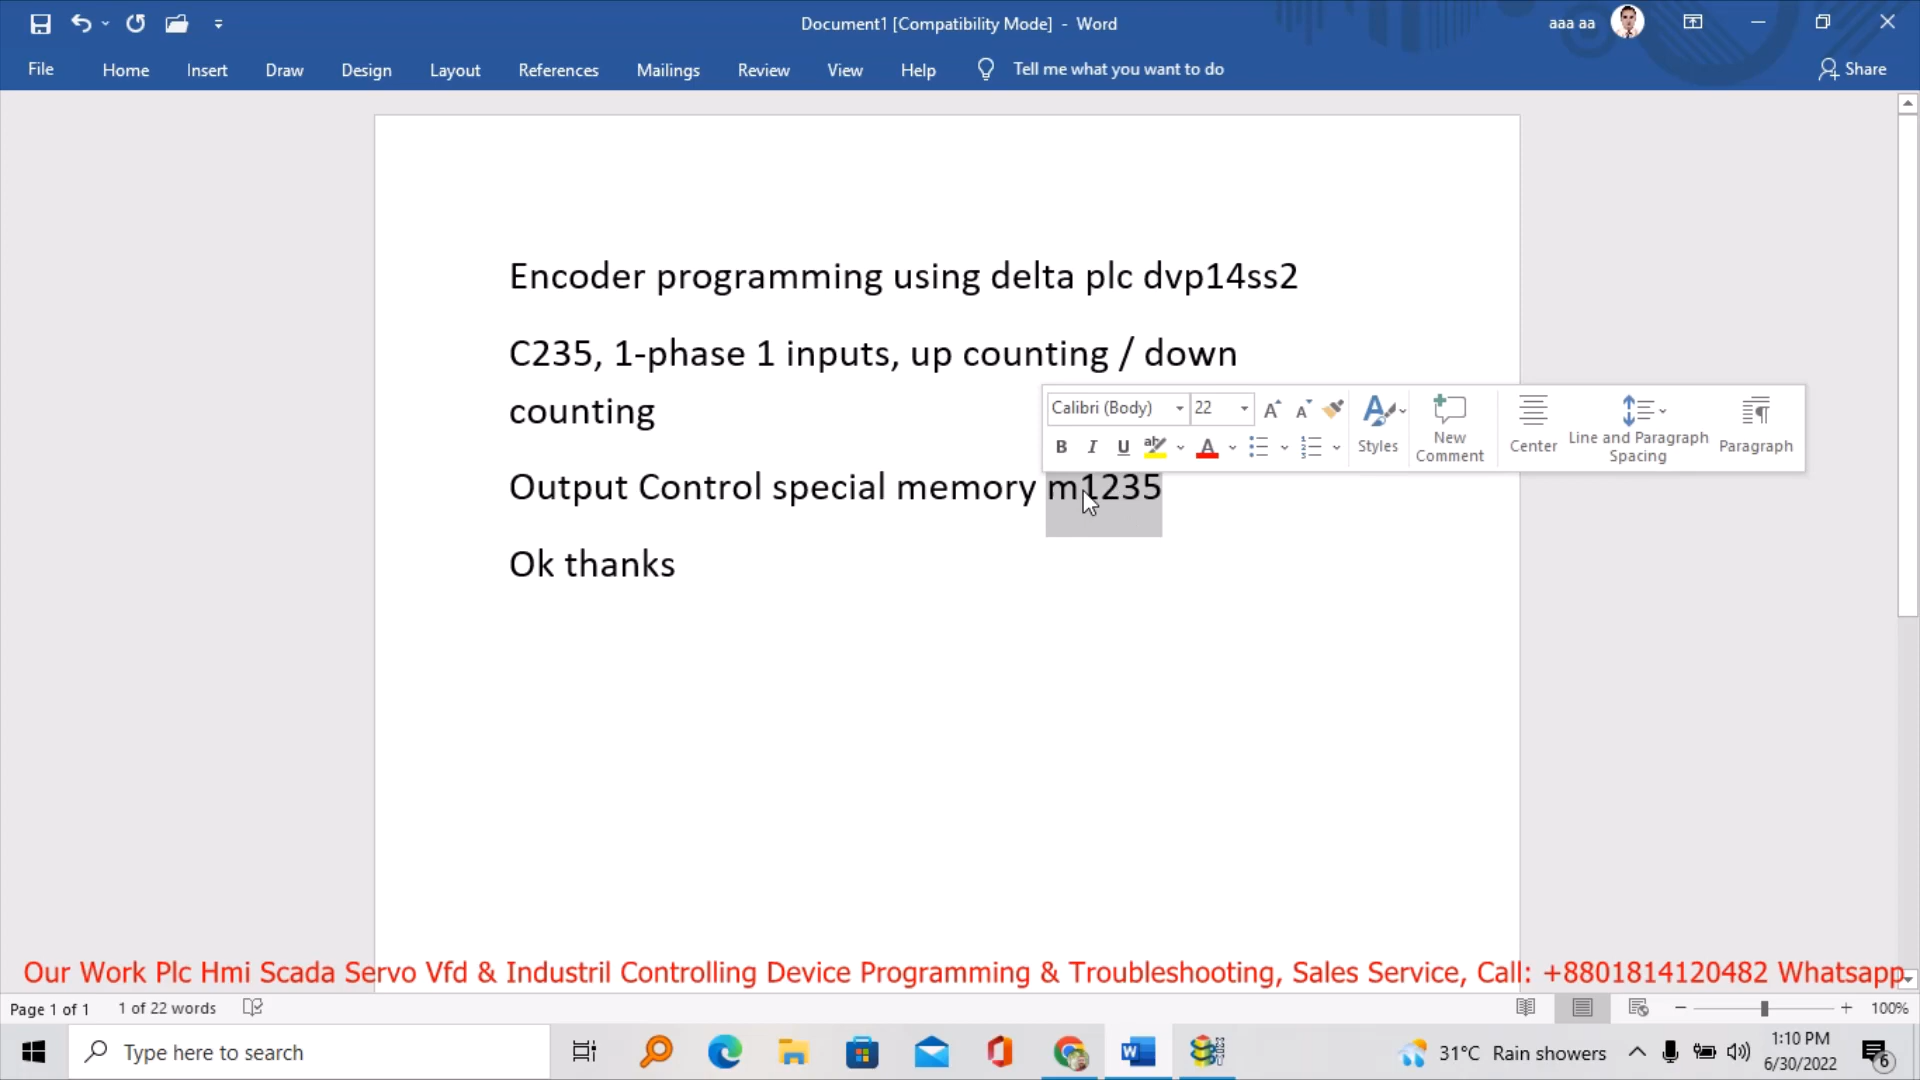 Document1 [Compatibility Mode] - Word
aaa aa
File Home Insert Draw Design Layout References Mailings Review View Help Tell me what you want to do Share
Encoder programming using delta plc dvp14ss2
C235, 1-phase 1 inputs, up counting / down
counting
Calibri (Body) 22
B I U Styles New Comment Center Line and Paragraph Spacing Paragraph
Output Control special memory m1235
Ok thanks
Our Work Plc Hmi Scada Servo Vfd & Industril Controlling Device Programming & Troubleshooting, Sales Service, Call: +8801814120482 Whatsapp
Page 1 of 1 1 of 22 words 100%
Type here to search 31°C Rain showers 1:10 PM
6/30/2022 6